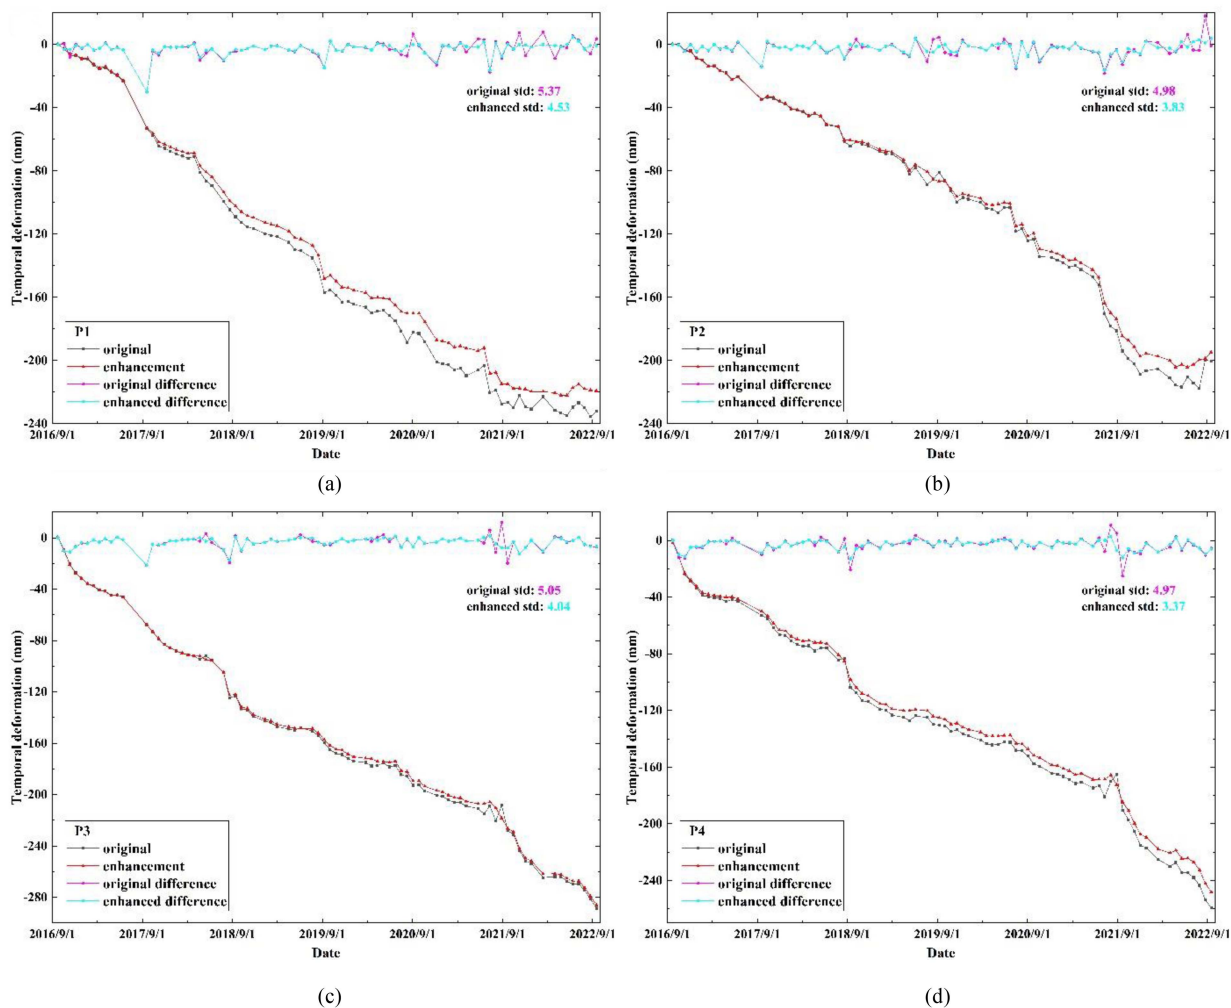 0
-40
-80
-120
-160
-200
-240
Temporal deformation (mm)
original std: 5.37
enhanced std: 4.53
P1
original
enhancement
original difference
enhanced difference
2016/9/1 2017/9/1 2018/9/1 2019/9/1 2020/9/1 2021/9/1 2022/9/1
Date
(a)
0
-40
-80
-120
-160
-200
-240
Temporal deformation (mm)
original std: 4.98
enhanced std: 3.83
P2
original
enhancement
original difference
enhanced difference
2016/9/1 2017/9/1 2018/9/1 2019/9/1 2020/9/1 2021/9/1 2022/9/1
Date
(b)
0
-40
-80
-120
-160
-200
-240
-280
Temporal deformation (mm)
original std: 5.05
enhanced std: 4.04
P3
original
enhancement
original difference
enhanced difference
2016/9/1 2017/9/1 2018/9/1 2019/9/1 2020/9/1 2021/9/1 2022/9/1
Date
(c)
0
-40
-80
-120
-160
-200
-240
Temporal deformation (mm)
original std: 4.97
enhanced std: 3.37
P4
original
enhancement
original difference
enhanced difference
2016/9/1 2017/9/1 2018/9/1 2019/9/1 2020/9/1 2021/9/1 2022/9/1
Date
(d)